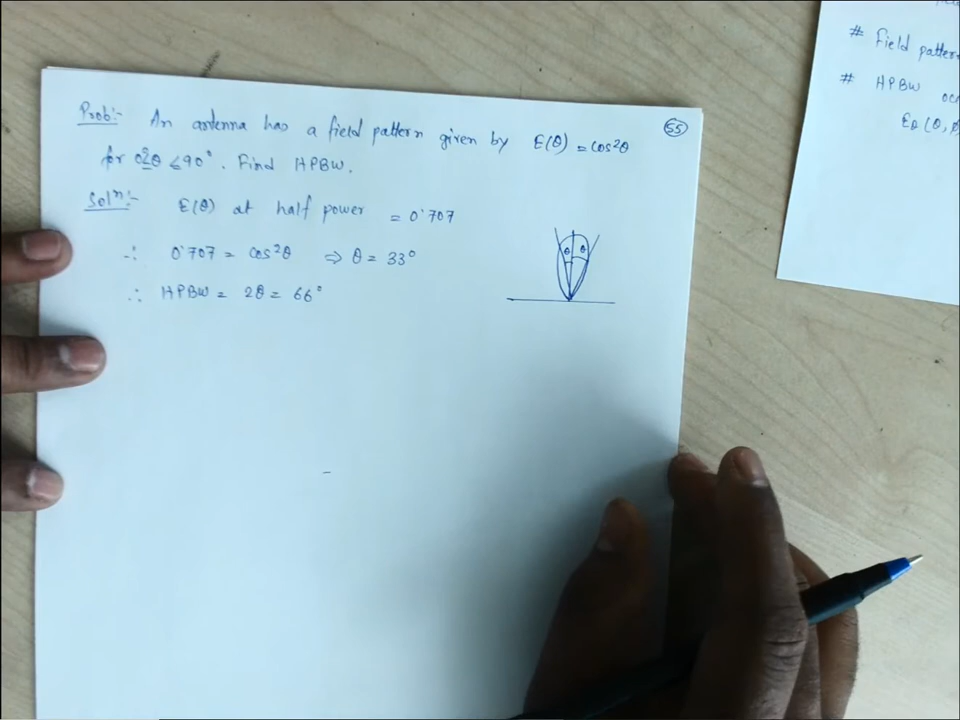 Prob:- An antenna has a field pattern given by E(θ) = cos²θ
55
for 0≤θ≤90°. Find HPBW.
Solⁿ:- E(θ) at half power = 0.707
∴ 0.707 = cos²θ ⇒ θ = 33°
∴ HPBW = 2θ = 66°
θ θ
# Field pattern
# HPBW
Eθ(θ,